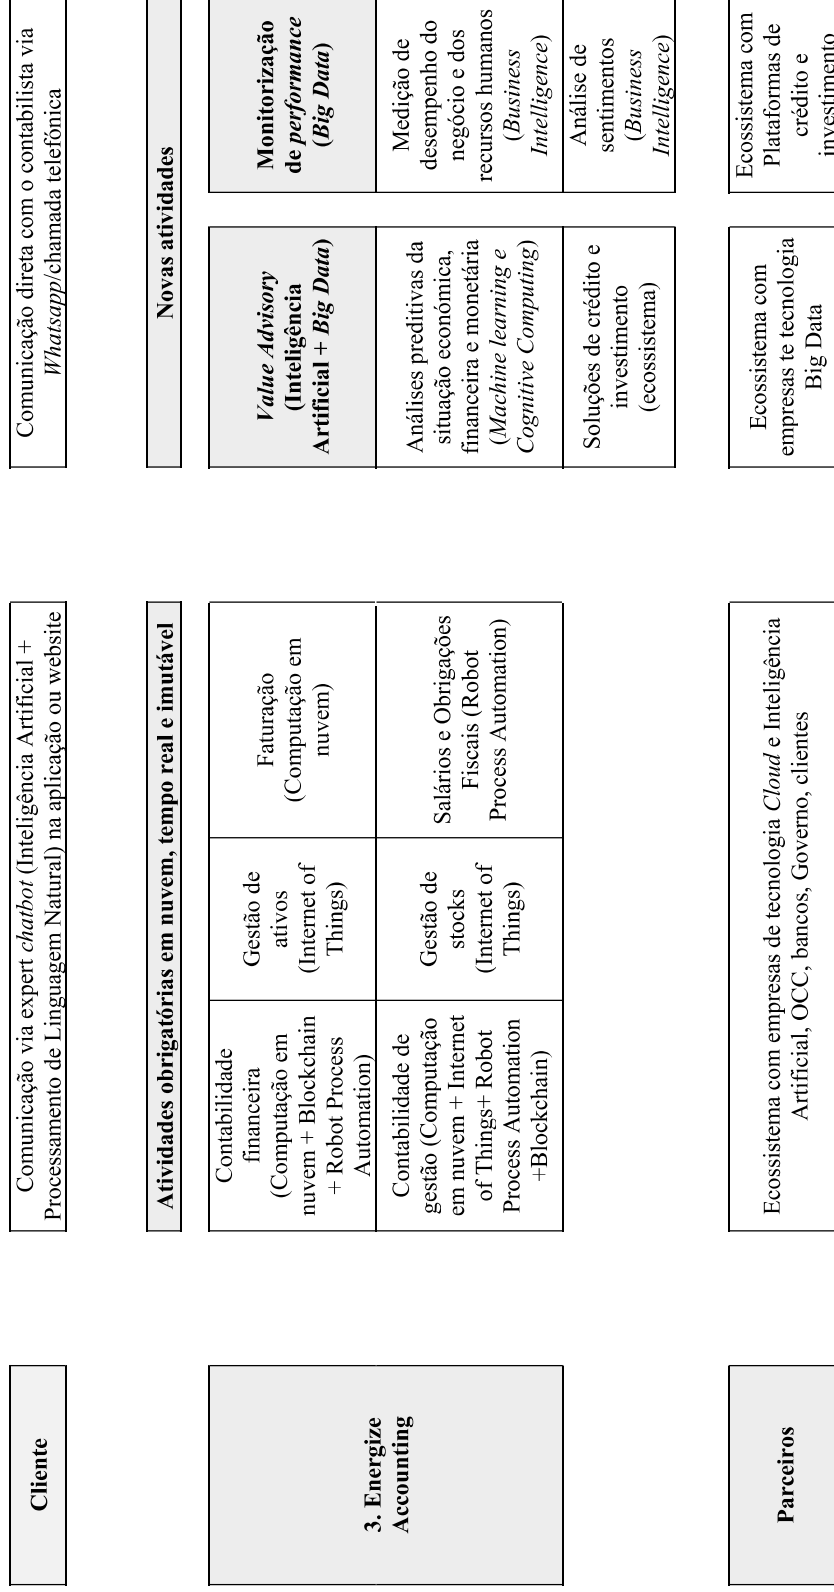 Cliente
Comunicação via expert chatbot (Inteligência Artificial +
Processamento de Linguagem Natural) na aplicação ou website
Comunicação direta com o contabilista via
Whatsapp/chamada telefónica
Atividades obrigatórias em nuvem, tempo real e imutável
Novas atividades
3. Energize
Accounting
Contabilidade
financeira
(Computação em
nuvem + Blockchain
+ Robot Process
Automation)
Gestão de
ativos
(Internet of
Things)
Faturação
(Computação em
nuvem)
Value Advisory
(Inteligência
Artificial + Big Data)
Monitorização
de performance
(Big Data)
Contabilidade de
gestão (Computação
em nuvem + Internet
of Things+ Robot
Process Automation
+Blockchain)
Gestão de
stocks
(Internet of
Things)
Salários e Obrigações
Fiscais (Robot
Process Automation)
Análises preditivas da
situação económica,
financeira e monetária
(Machine learning e
Cognitive Computing)
Medição de
desempenho do
negócio e dos
recursos humanos
(Business
Intelligence)
Soluções de crédito e
investimento
(ecossistema)
Análise de
sentimentos
(Business
Intelligence)
Parceiros
Ecossistema com empresas de tecnologia Cloud e Inteligência
Artificial, OCC, bancos, Governo, clientes
Ecossistema com
empresas te tecnologia
Big Data
Ecossistema com
Plataformas de
crédito e
investimento